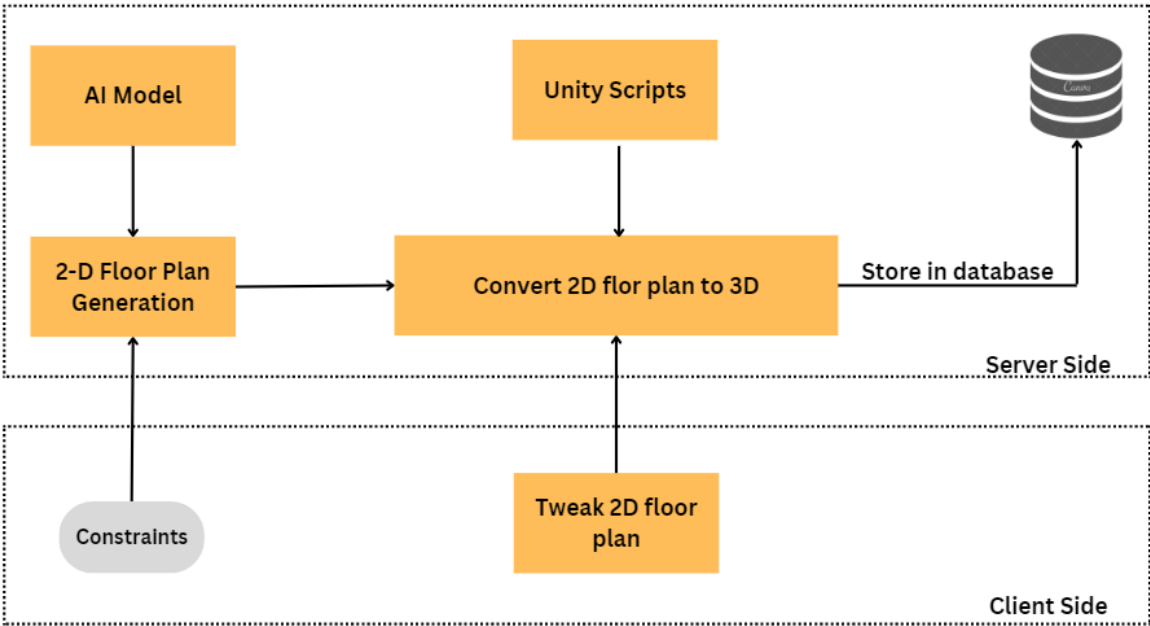 AI Model
Unity Scripts
Canva
2-D Floor Plan
Generation
Convert 2D flor plan to 3D
Store in database
Server Side
Constraints
Tweak 2D floor
plan
Client Side